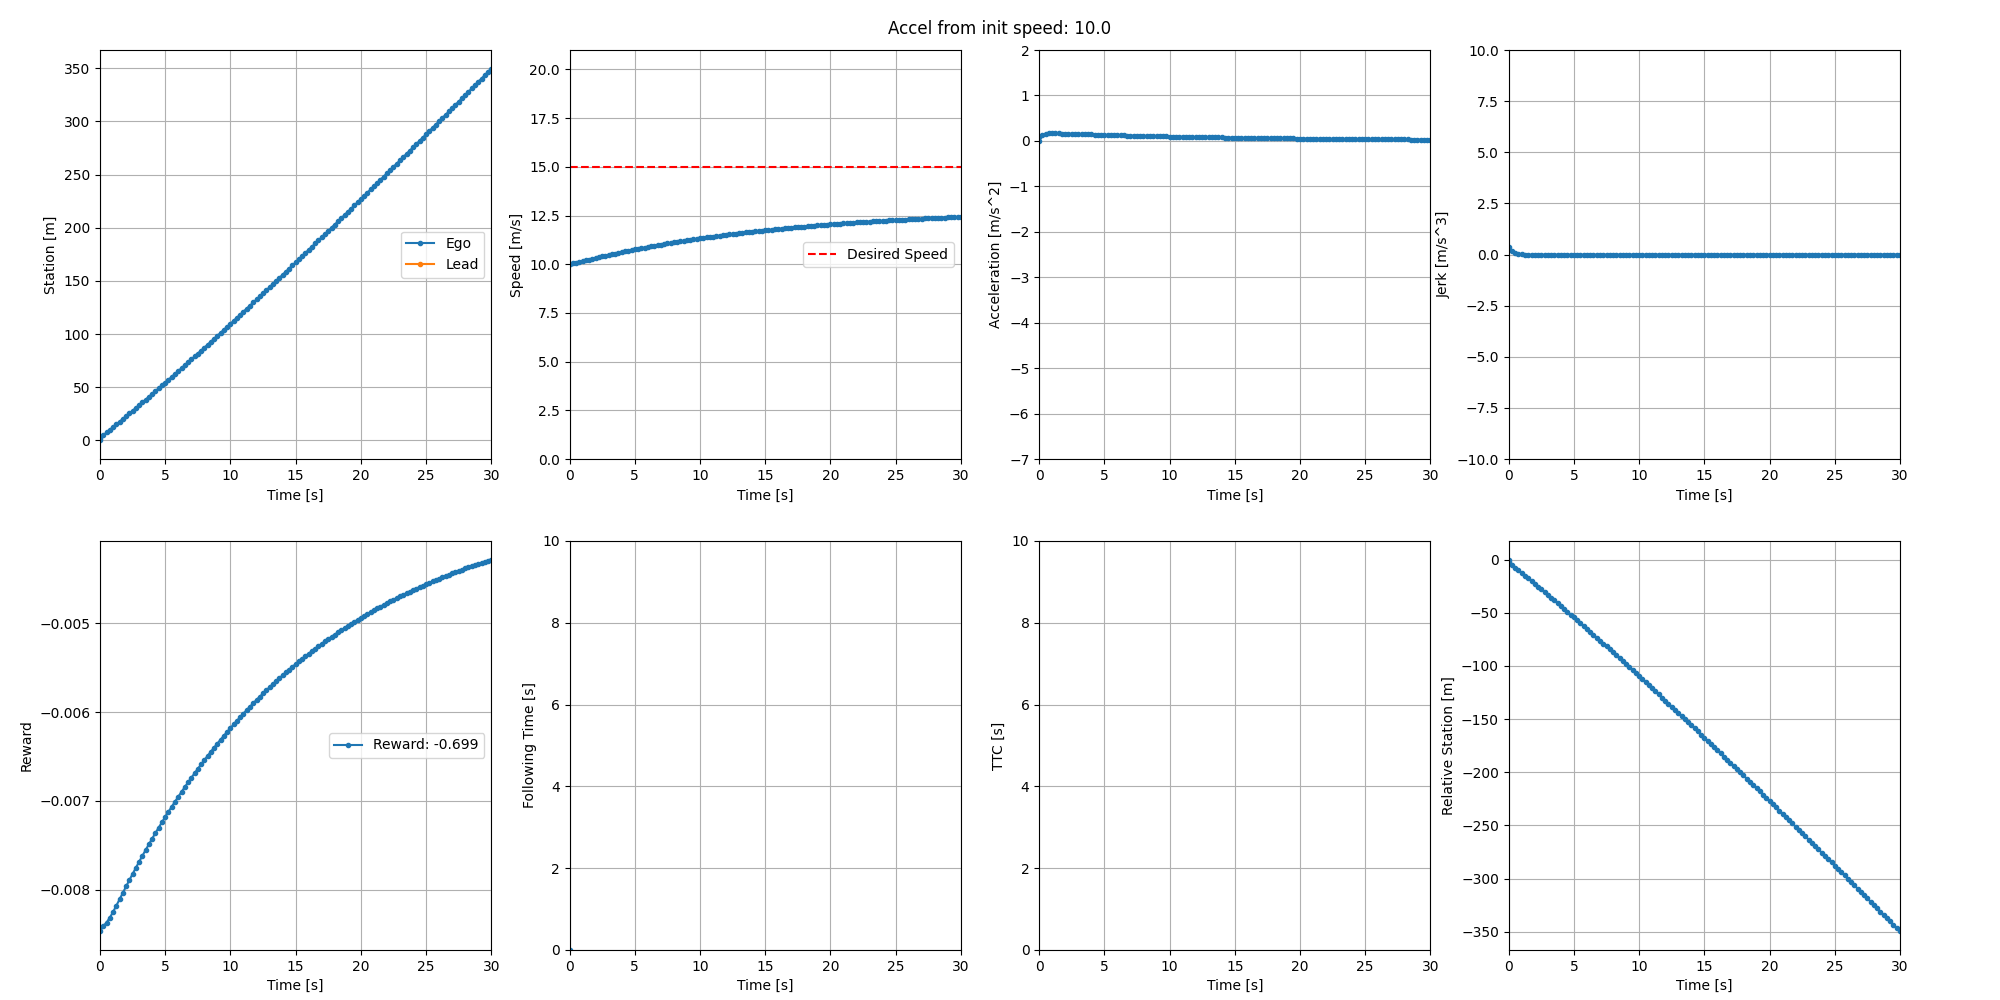 Accel from init speed: 10.0
350
300
250
200
150
100
50
0
Station [m]
Ego
Lead
0 5 10 15 20 25 30
Time [s]
20.0
17.5
15.0
12.5
10.0
7.5
5.0
2.5
0.0
Speed [m/s]
Desired Speed
0 5 10 15 20 25 30
Time [s]
2
1
0
−1
−2
−3
−4
−5
−6
−7
Acceleration [m/s^2]
0 5 10 15 20 25 30
Time [s]
10.0
7.5
5.0
2.5
0.0
−2.5
−5.0
−7.5
−10.0
Jerk [m/s^3]
0 5 10 15 20 25 30
Time [s]
−0.005
−0.006
−0.007
−0.008
Reward
Reward: -0.699
0 5 10 15 20 25 30
Time [s]
10
8
6
4
2
0
Following Time [s]
0 5 10 15 20 25 30
Time [s]
10
8
6
4
2
0
TTC [s]
0 5 10 15 20 25 30
Time [s]
0
−50
−100
−150
−200
−250
−300
−350
Relative Station [m]
0 5 10 15 20 25 30
Time [s]